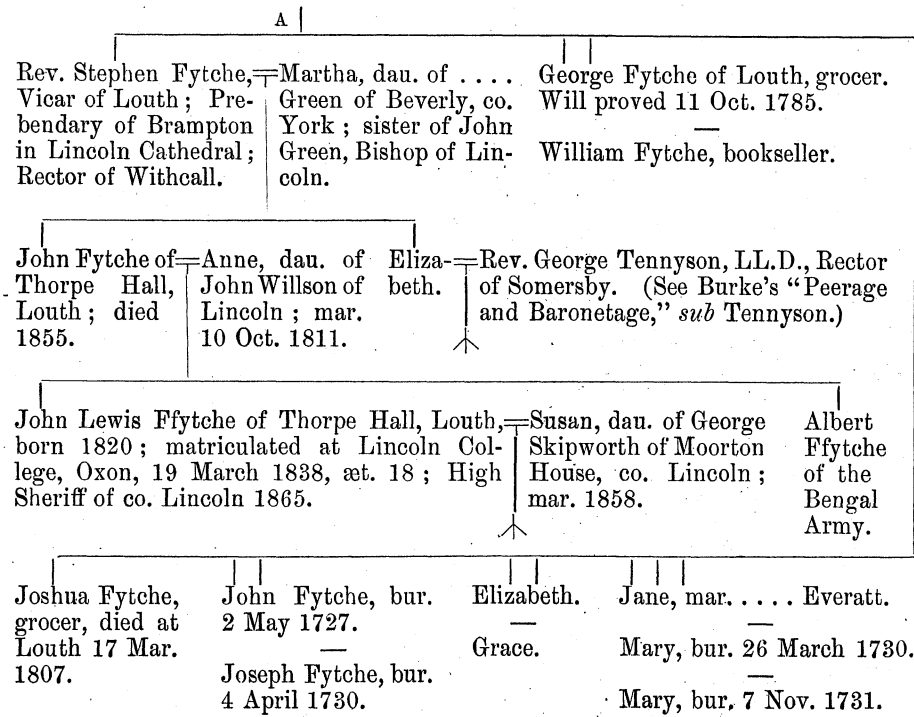 A
Rev. Stephen Fytche,
Vicar of Louth; Pre-
bendary of Brampton
in Lincoln Cathedral;
Rector of Withcall.
Martha, dau. of ....
Green of Beverly, co.
York; sister of John
Green, Bishop of Lin-
coln.
George Fytche of Louth, grocer.
Will proved 11 Oct. 1785.
—
William Fytche, bookseller.
John Fytche of
Thorpe Hall,
Louth; died
1855.
Anne, dau. of
John Willson of
Lincoln; mar.
10 Oct. 1811.
Eliza-
beth.
Rev. George Tennyson, LL.D., Rector
of Somersby. (See Burke's "Peerage
and Baronetage," sub Tennyson.)
John Lewis Ffytche of Thorpe Hall, Louth,
born 1820; matriculated at Lincoln Col-
lege, Oxon, 19 March 1838, æt. 18; High
Sheriff of co. Lincoln 1865.
Susan, dau. of George
Skipworth of Moorton
House, co. Lincoln;
mar. 1858.
Albert
Ffytche
of the
Bengal
Army.
Joshua Fytche,
grocer, died at
Louth 17 Mar.
1807.
John Fytche, bur.
2 May 1727.
—
Joseph Fytche, bur.
4 April 1730.
Elizabeth.
—
Grace.
Jane, mar. .... Everatt.
—
Mary, bur. 26 March 1730.
—
Mary, bur. 7 Nov. 1731.